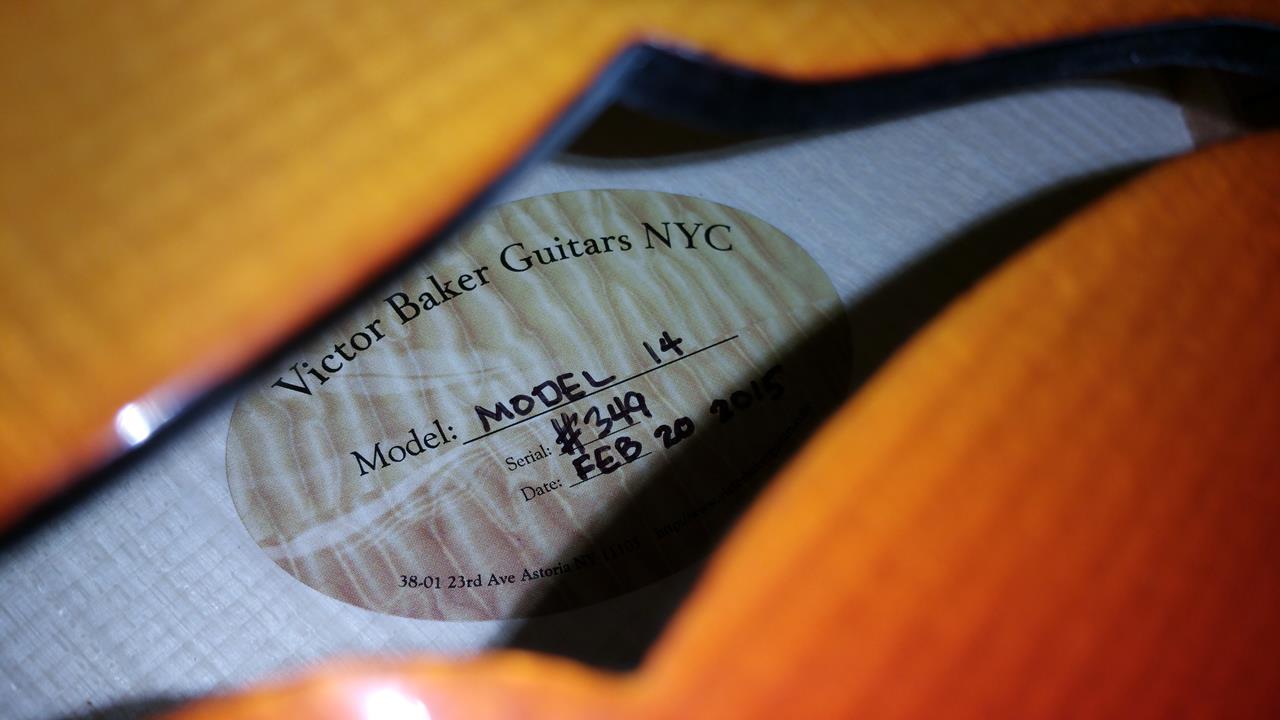 Victor Baker Guitars NYC
Model: MODEL 14
Serial: #349
Date: FEB 20 2015
38-01 23rd Ave Astoria NY 11105